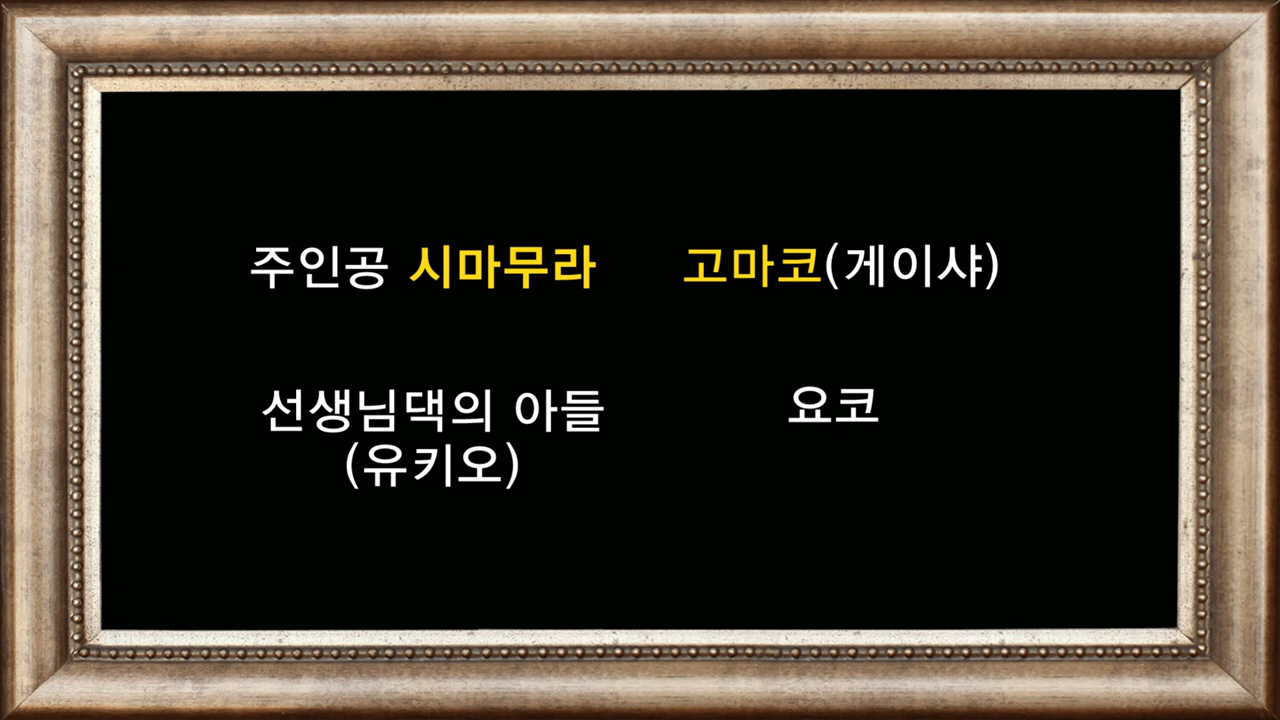 주인공 시마무라
고마코(게이샤)
선생님댁의 아들
(유키오)
요코